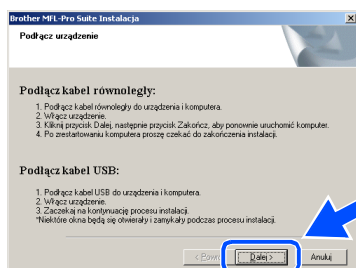 Brother MFL-Pro Suite Instalacja
Podłącz urządzenie
Podłącz kabel równoległy:
1. Podłącz kabel równoległy do urządzenia i komputera.
2. Włącz urządzenie.
3. Kliknij przycisk Dalej, następnie przycisk Zakończ, aby ponownie uruchomić komputer.
4. Po zrestartowaniu komputera proszę czekać do zakończenia instalacji.
Podłącz kabel USB:
1. Podłącz kabel USB do urządzenia i komputera.
2. Włącz urządzenie.
3. Zaczekaj na kontynuację procesu instalacji.
*Niektóre okna będą się otwierały i zamykały podczas procesu instalacji.
Dalej > Anuluj